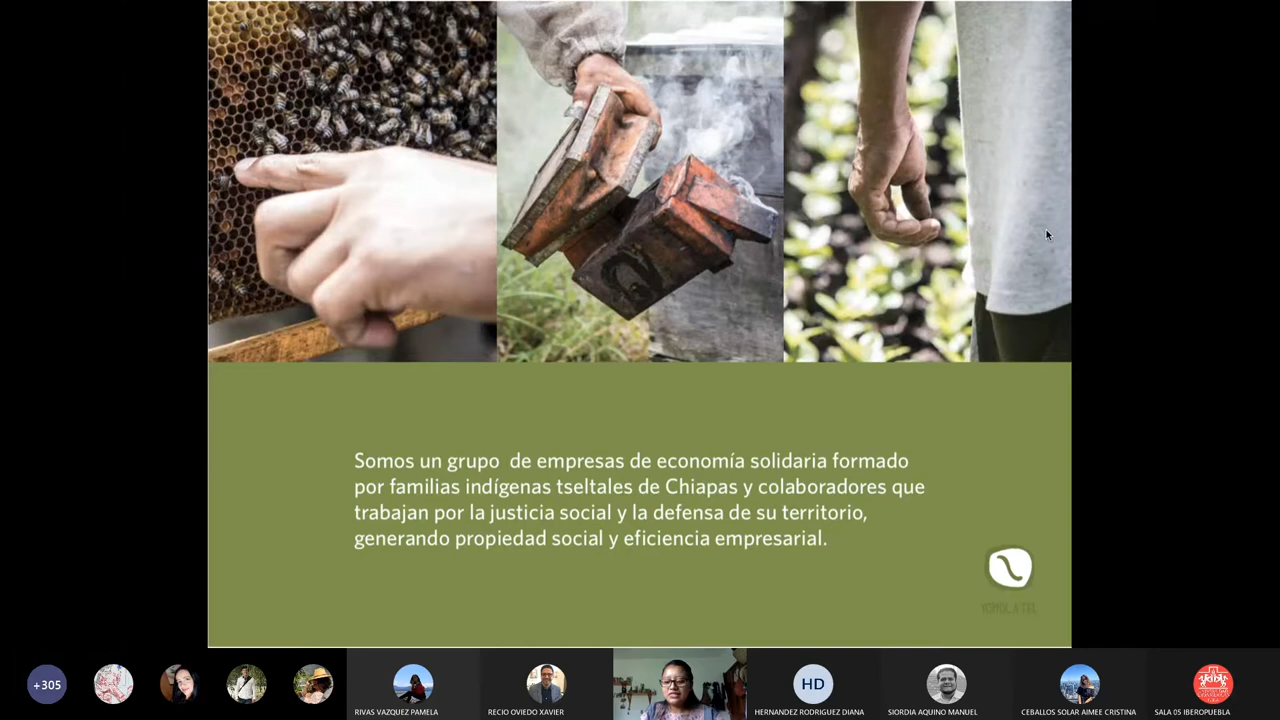 Somos un grupo  de empresas de economía solidaria formado
por familias indígenas tseltales de Chiapas y colaboradores que
trabajan por la justicia social y la defensa de su territorio,
generando propiedad social y eficiencia empresarial.
+305
RIVAS VAZQUEZ PAMELA
RECIO OVIEDO XAVIER
HD
HERNANDEZ RODRIGUEZ DIANA
SIORDIA AQUINO MANUEL
CEBALLOS SOLAR AIMEE CRISTINA
SALA 05 IBEROPUEBLA